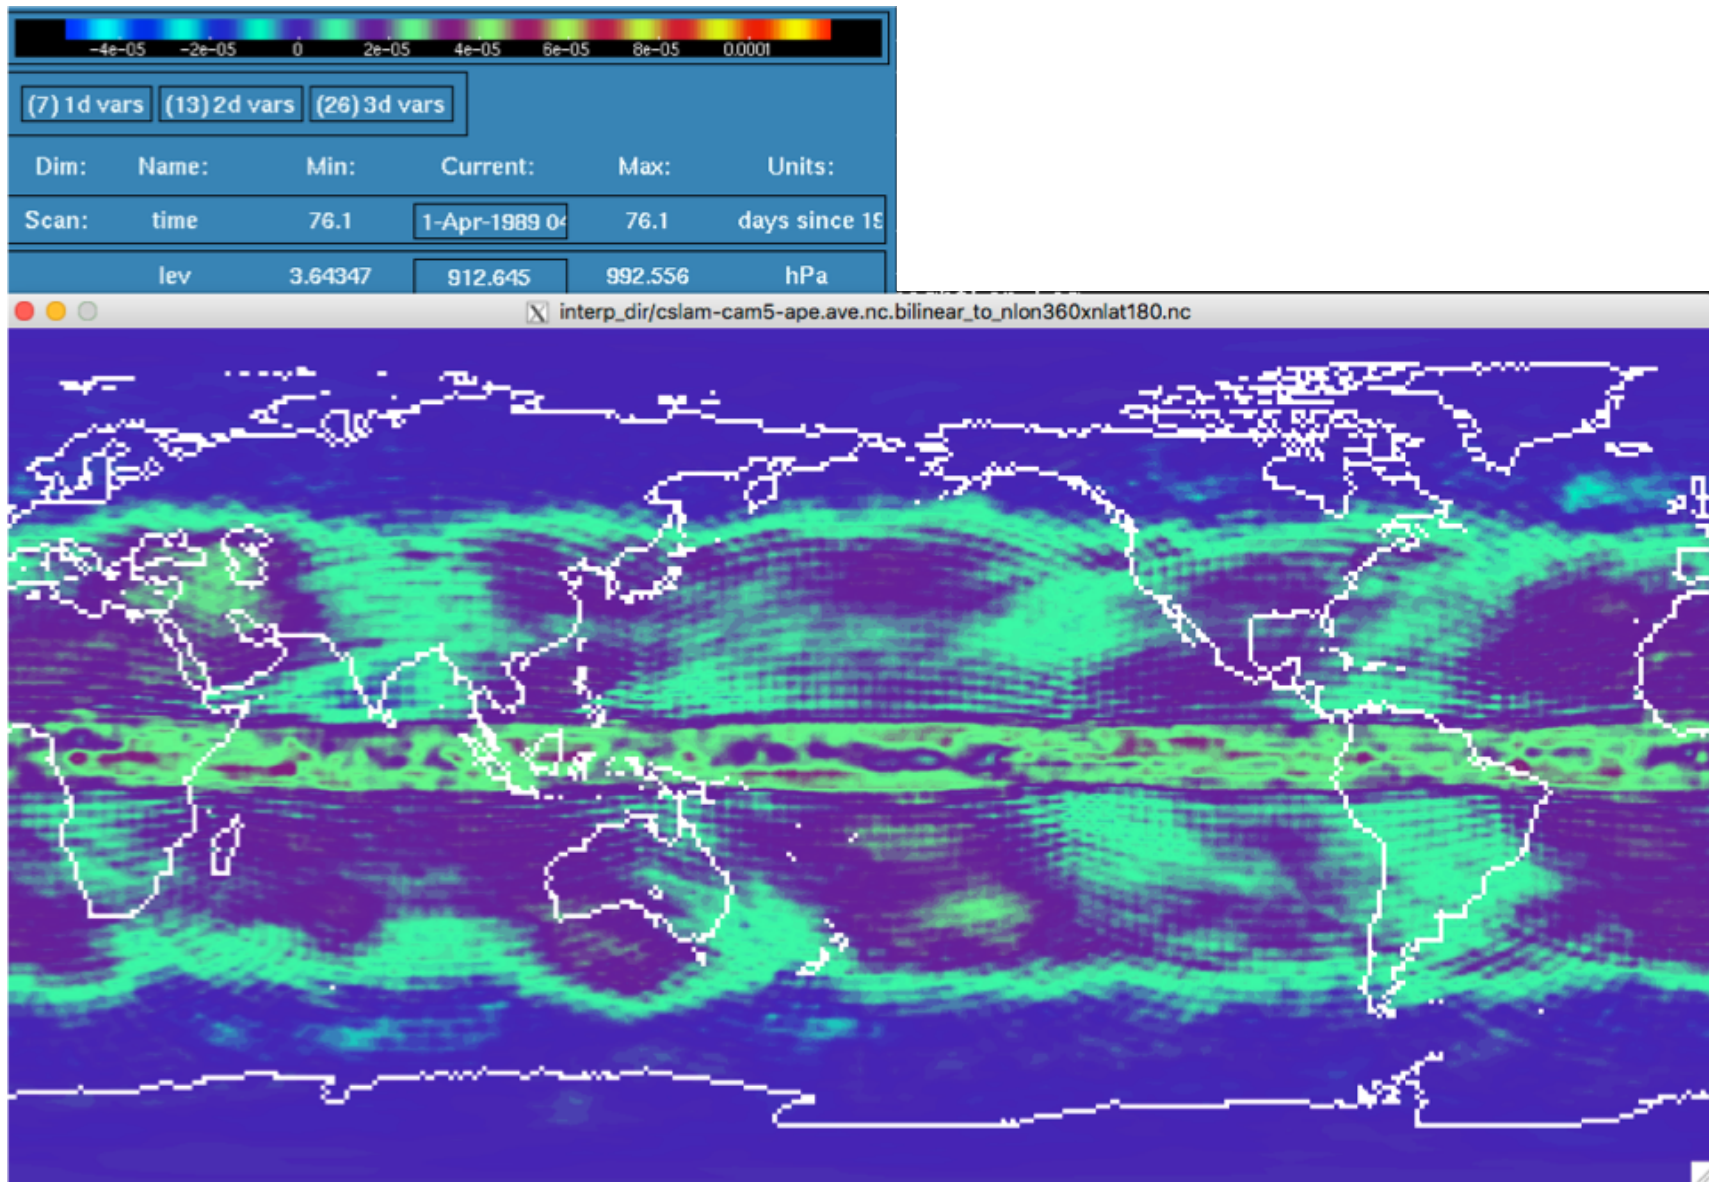 −4e−05 −2e−05 0 2e−05 4e−05 6e−05 8e−05 0.0001
(7) 1d vars (13) 2d vars (26) 3d vars
Dim: Name: Min: Current: Max: Units:
Scan: time 76.1 1-Apr-1989 04 76.1 days since 19
lev 3.64347 912.645 992.556 hPa
X interp_dir/cslam-cam5-ape.ave.nc.bilinear_to_nlon360xnlat180.nc